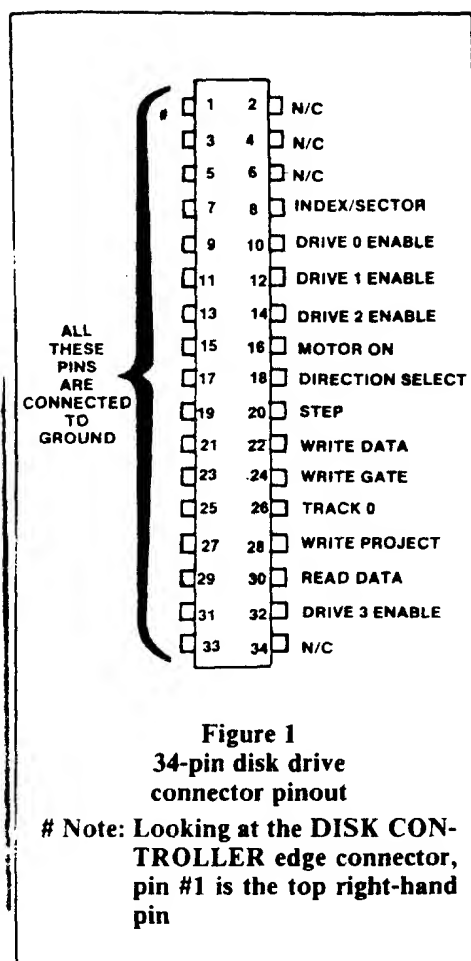 # 1 2 N/C
3 4 N/C
5 6 N/C
7 8 INDEX/SECTOR
9 10 DRIVE 0 ENABLE
11 12 DRIVE 1 ENABLE
13 14 DRIVE 2 ENABLE
15 16 MOTOR ON
17 18 DIRECTION SELECT
19 20 STEP
21 22 WRITE DATA
23 24 WRITE GATE
25 26 TRACK 0
27 28 WRITE PROJECT
29 30 READ DATA
31 32 DRIVE 3 ENABLE
33 34 N/C
ALL
THESE
PINS
ARE
CONNECTED
TO
GROUND
Figure 1
34-pin disk drive
connector pinout
# Note: Looking at the DISK CON-
TROLLER edge connector,
pin #1 is the top right-hand
pin